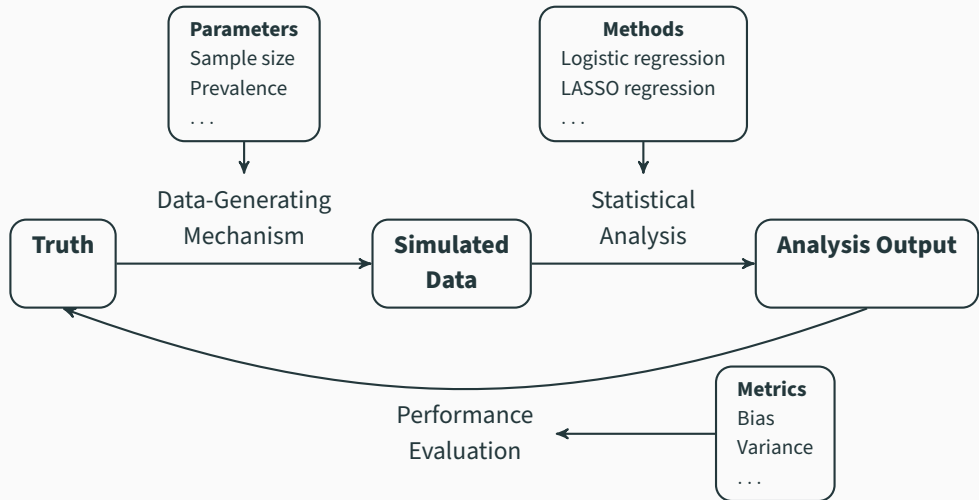 Parameters
Sample size
Prevalence
. . .
Methods
Logistic regression
LASSO regression
. . .
Data-Generating
Mechanism
Statistical
Analysis
Truth
Simulated
Data
Analysis Output
Performance
Evaluation
Metrics
Bias
Variance
. . .